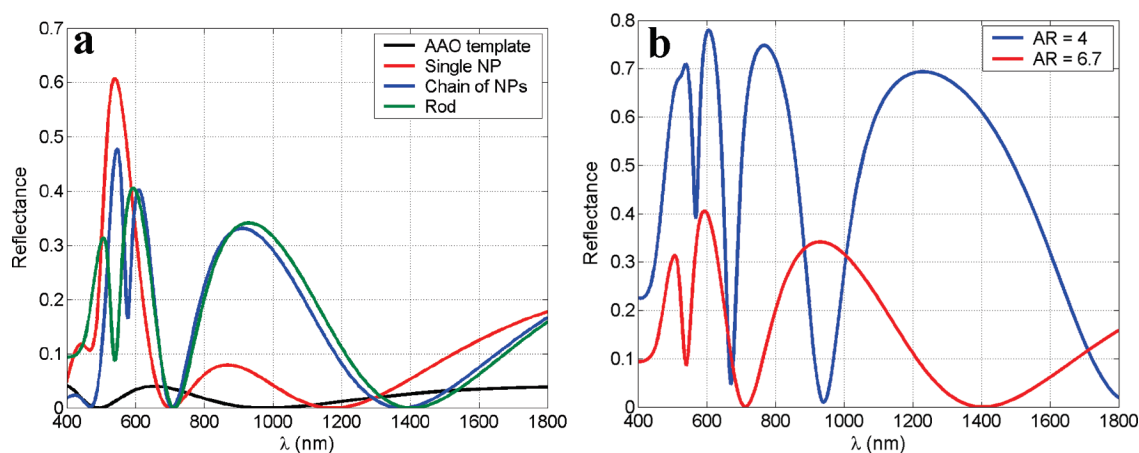 a
AAO template
Single NP
Chain of NPs
Rod
0.7
0.6
0.5
0.4
0.3
0.2
0.1
0
Reflectance
400 600 800 1000 1200 1400 1600 1800
λ (nm)
b
AR = 4
AR = 6.7
0.8
0.7
0.6
0.5
0.4
0.3
0.2
0.1
0
Reflectance
400 600 800 1000 1200 1400 1600 1800
λ (nm)